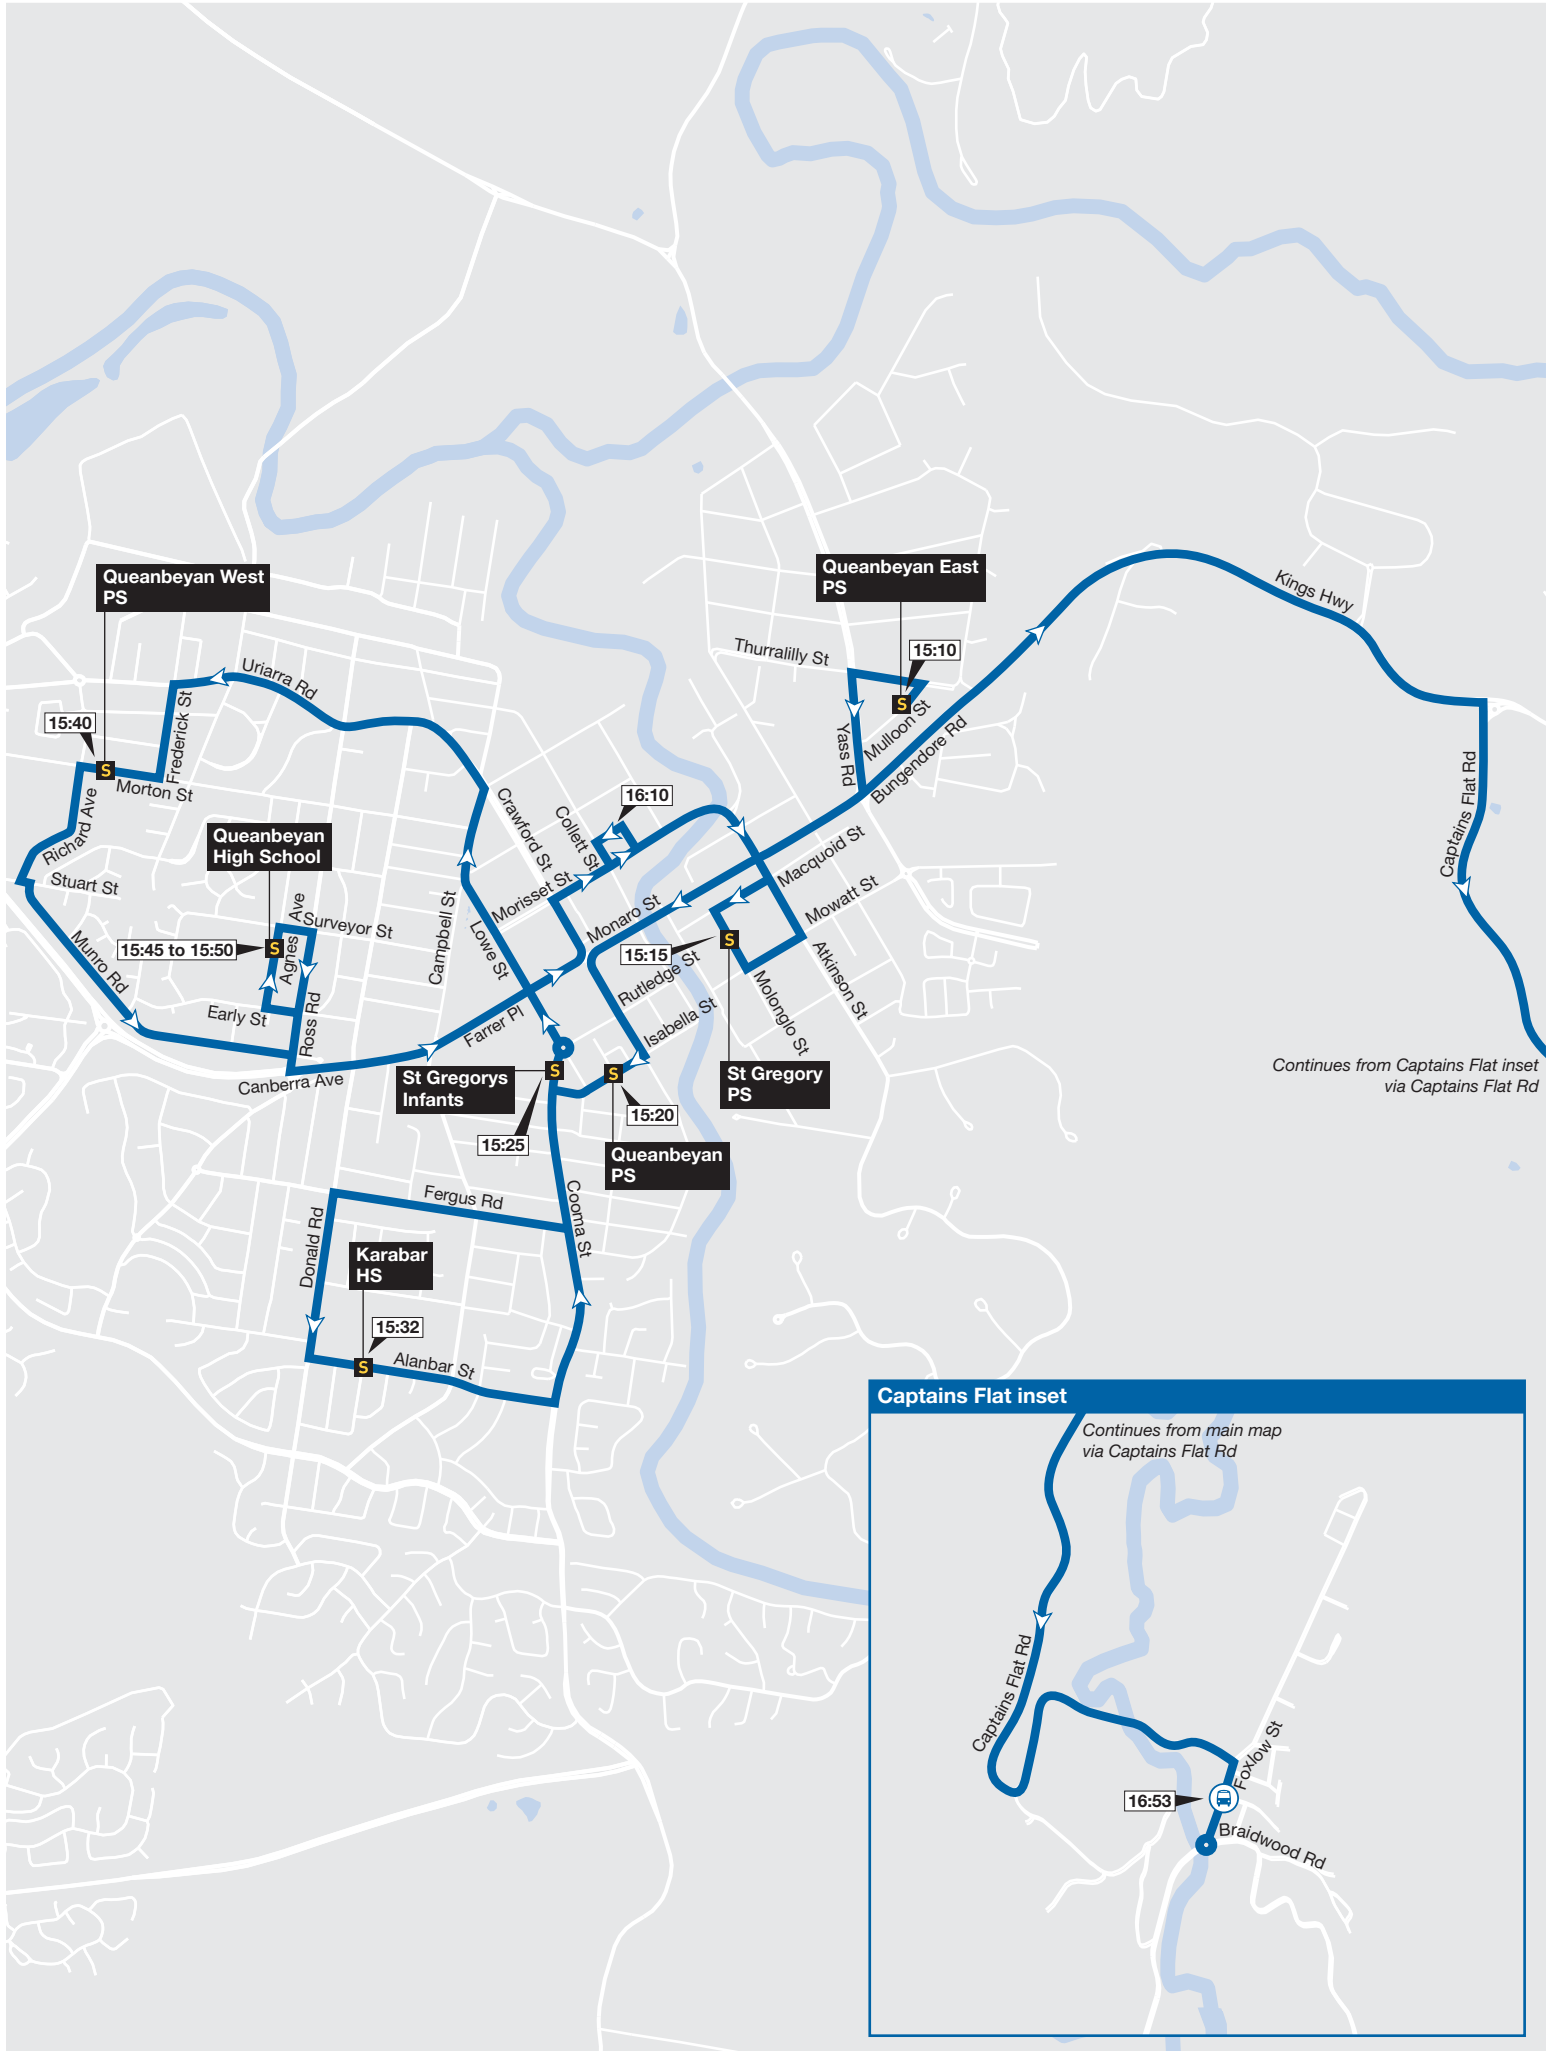 Queanbeyan East
PS
15:10
Queanbeyan West
PS
Kings Hwy
Thurralilly St
Uriarra Rd
Frederick St
15:40
Mulloon St
Yass Rd
Bungendore Rd
Morton St
Richard Ave
16:10
Crawford St
Collett St
Captains Flat Rd
Queanbeyan
High School
Macquoid St
Stuart St
Morisset St
Mowatt St
Agnes Ave
Surveyor St
Campbell St
Monaro St
15:45 to 15:50
Munro Rd
Lowe St
15:15
Rutledge St
Atkinson St
Molonglo St
Early St
Ross Rd
Farrer Pl
Isabella St
Canberra Ave
St Gregorys
Infants
St Gregory
PS
Continues from Captains Flat inset
via Captains Flat Rd
15:20
15:25
Queanbeyan
PS
Fergus Rd
Cooma St
Donald Rd
Karabar
HS
15:32
Alanbar St
Captains Flat inset
Continues from main map
via Captains Flat Rd
Captains Flat Rd
Foxlow St
16:53
Braidwood Rd
S
S
S
S
S
S
S